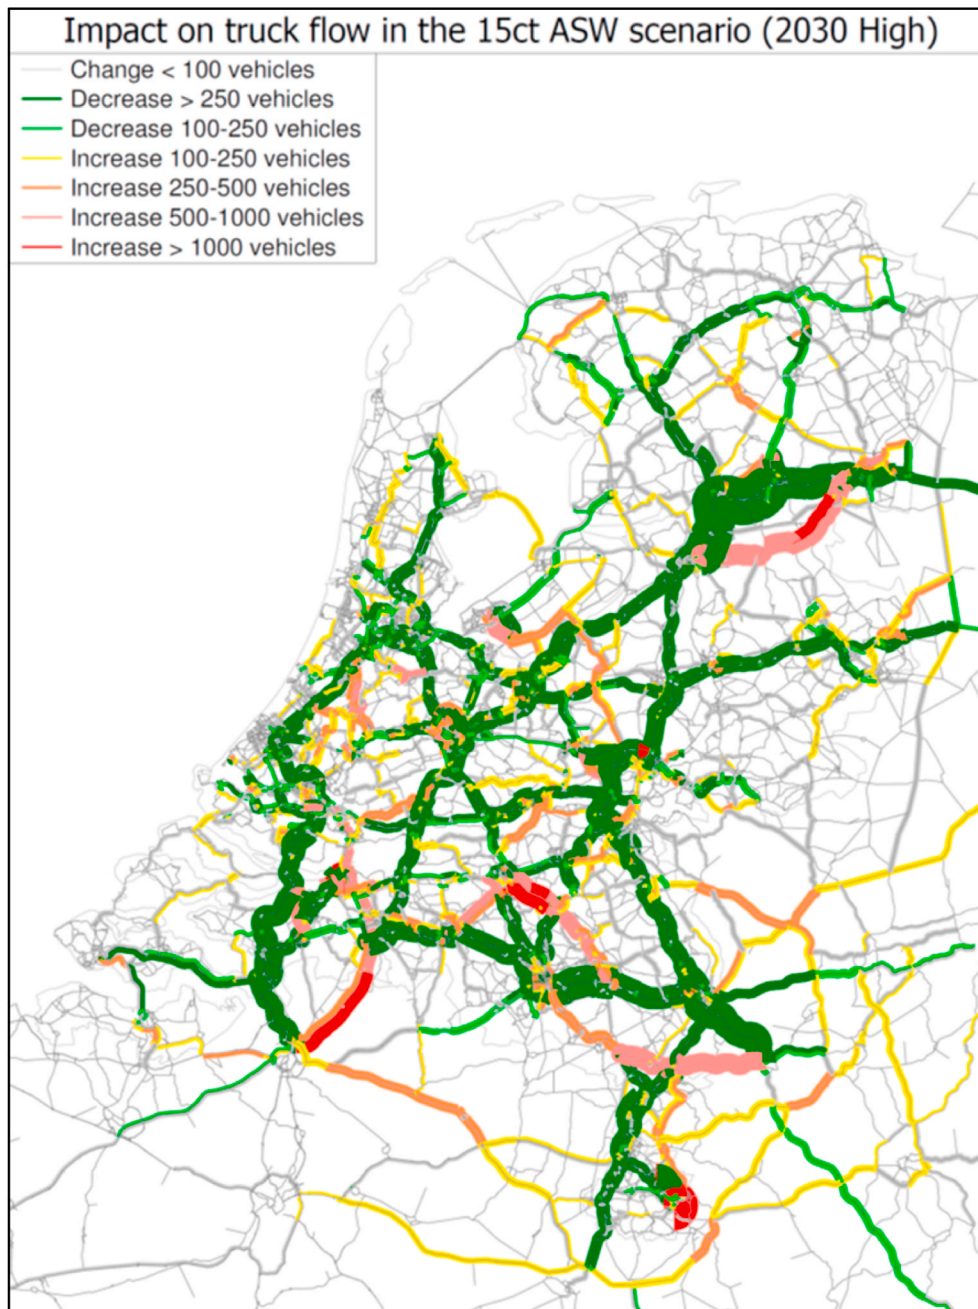 Impact on truck flow in the 15ct ASW scenario (2030 High)
Change < 100 vehicles
Decrease > 250 vehicles
Decrease 100-250 vehicles
Increase 100-250 vehicles
Increase 250-500 vehicles
Increase 500-1000 vehicles
Increase > 1000 vehicles